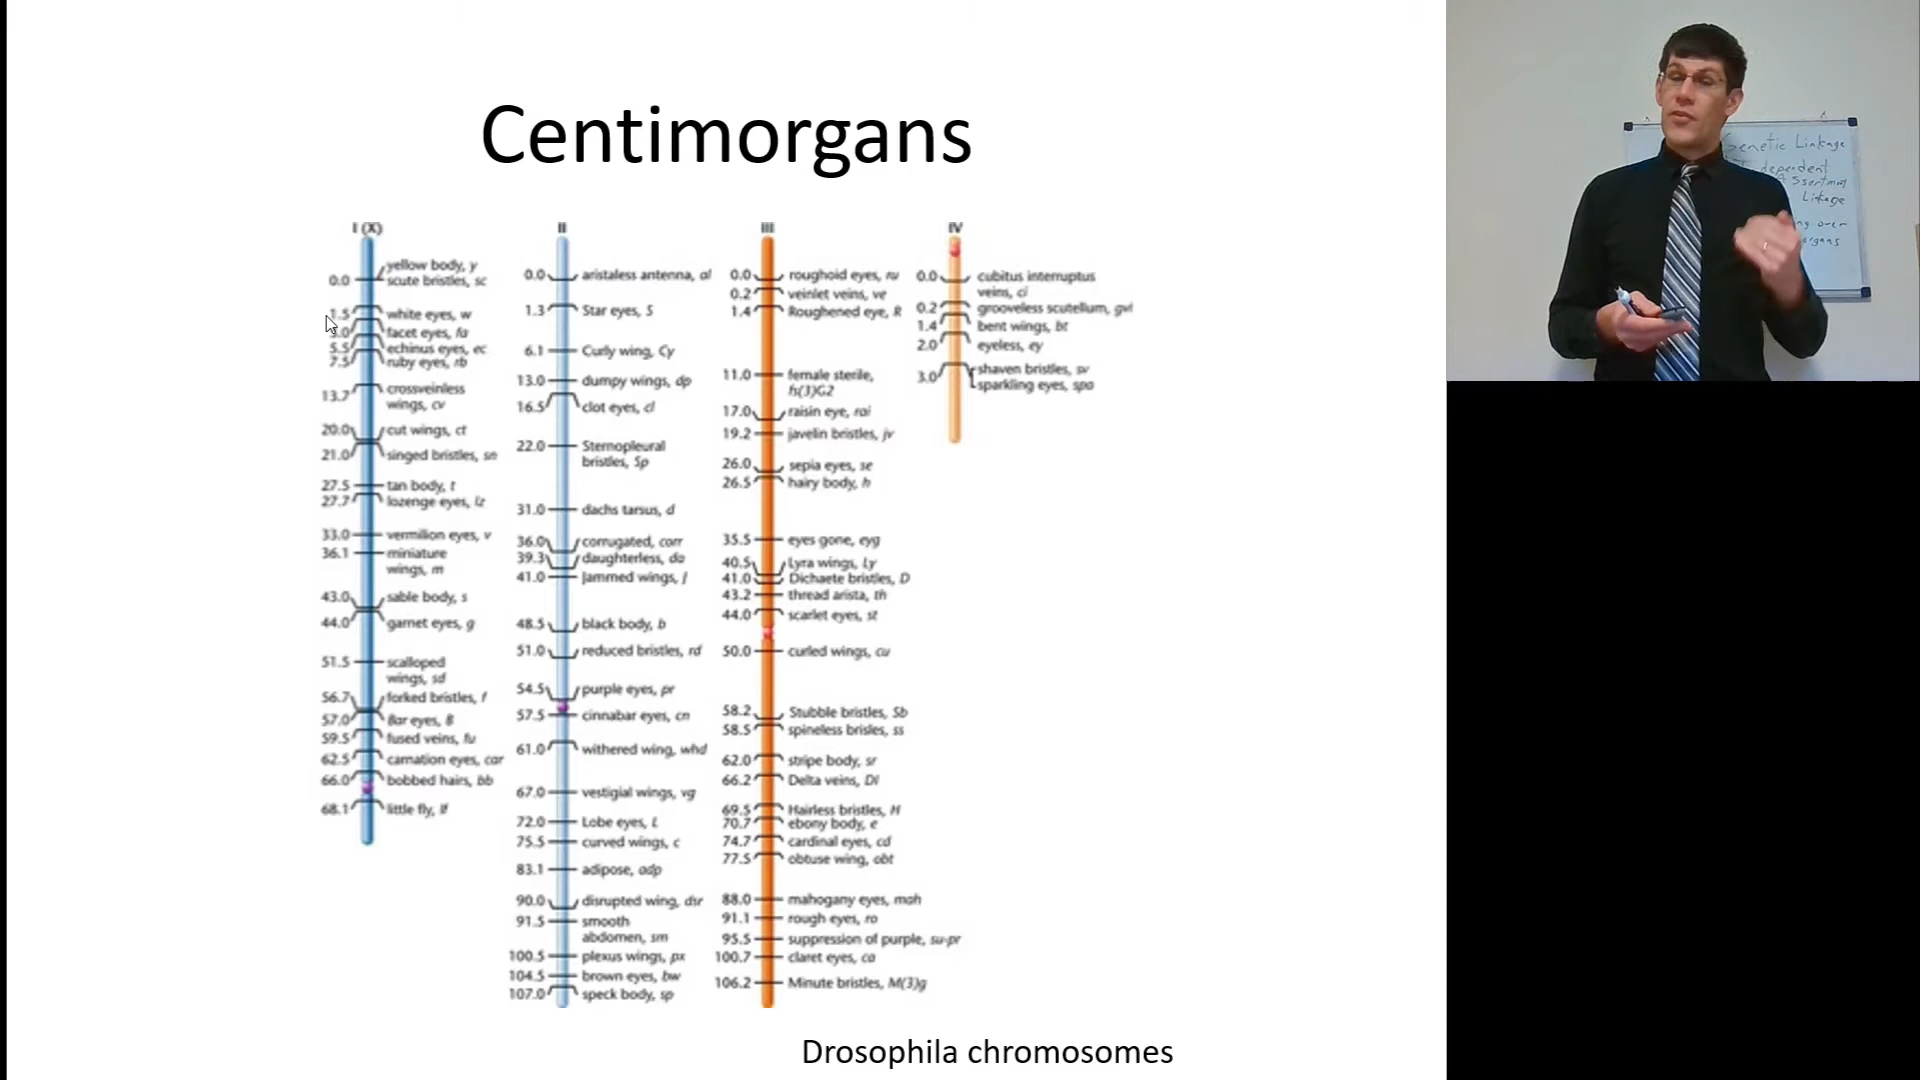 Centimorgans
I (X)
0.0 yellow body, y
scute bristles, sc
1.5 white eyes, w
3.0 facet eyes, fa
5.5 echinus eyes, ec
7.5 ruby eyes, rb
13.7 crossveinless
wings, cv
20.0 cut wings, ct
21.0 singed bristles, sn
27.5 tan body, t
27.7 lozenge eyes, lz
33.0 vermilion eyes, v
36.1 miniature
wings, m
43.0 sable body, s
44.0 garnet eyes, g
51.5 scalloped
wings, sd
56.7 forked bristles, f
57.0 Bar eyes, B
59.5 fused veins, fu
62.5 carnation eyes, car
66.0 bobbed hairs, bb
68.1 little fly, lf
II
0.0 aristaless antenna, al
1.3 Star eyes, S
6.1 Curly wing, Cy
13.0 dumpy wings, dp
16.5 clot eyes, cl
22.0 Sternopleural
bristles, Sp
31.0 dachs tarsus, d
36.0 corrugated, corr
39.3 daughterless, da
41.0 Jammed wings, J
48.5 black body, b
51.0 reduced bristles, rd
54.5 purple eyes, pr
57.5 cinnabar eyes, cn
61.0 withered wing, whd
67.0 vestigial wings, vg
72.0 Lobe eyes, L
75.5 curved wings, c
83.1 adipose, adp
90.0 disrupted wing, dsr
91.5 smooth
abdomen, sm
100.5 plexus wings, px
104.5 brown eyes, bw
107.0 speck body, sp
III
0.0 roughoid eyes, ru
0.2 veinlet veins, ve
1.4 Roughened eye, R
11.0 female sterile,
fs(3)G2
17.0 raisin eye, rai
19.2 javelin bristles, jv
26.0 sepia eyes, se
26.5 hairy body, h
35.5 eyes gone, eyg
40.5 Lyra wings, Ly
41.0 Dichaete bristles, D
43.2 thread arista, th
44.0 scarlet eyes, st
50.0 curled wings, cu
58.2 Stubble bristles, Sb
58.5 spineless brisles, ss
62.0 stripe body, sr
66.2 Delta veins, Dl
69.5 Hairless bristles, H
70.7 ebony body, e
74.7 cardinal eyes, cd
77.5 obtuse wing, obt
88.0 mahogany eyes, mah
91.1 rough eyes, ro
95.5 suppression of purple, su-pr
100.7 claret eyes, ca
106.2 Minute bristles, M(3)g
IV
0.0 cubitus interruptus
veins, ci
0.2 grooveless scutellum, gvl
1.4 bent wings, bt
2.0 eyeless, ey
3.0 shaven bristles, sv
sparkling eyes, spa
Drosophila chromosomes
Genetic Linkage
Linkage
over